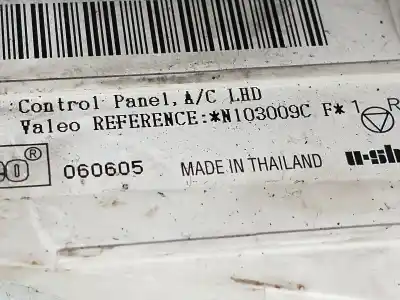 :Control Panel, A/C LHD
Valeo REFERENCE:*N103009C F* 1 R
060605 MADE IN THAILAND